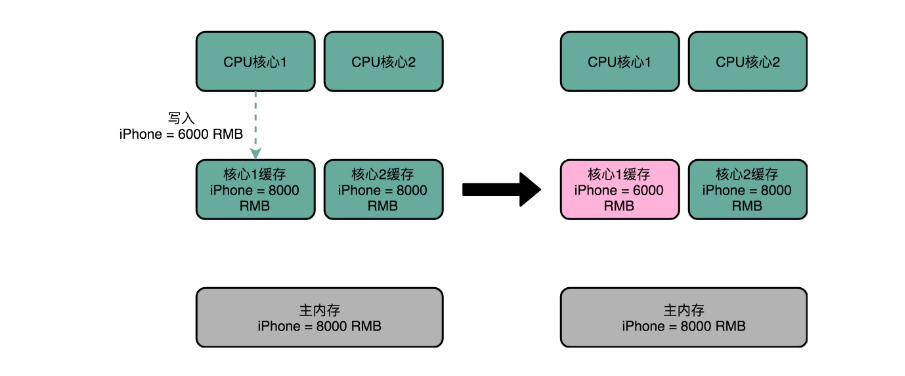 CPU核心1
CPU核心2
CPU核心1
CPU核心2
写入
iPhone = 6000 RMB
核心1缓存
iPhone = 8000
RMB
核心2缓存
iPhone = 8000
RMB
核心1缓存
iPhone = 6000
RMB
核心2缓存
iPhone = 8000
RMB
主内存
iPhone = 8000 RMB
主内存
iPhone = 8000 RMB